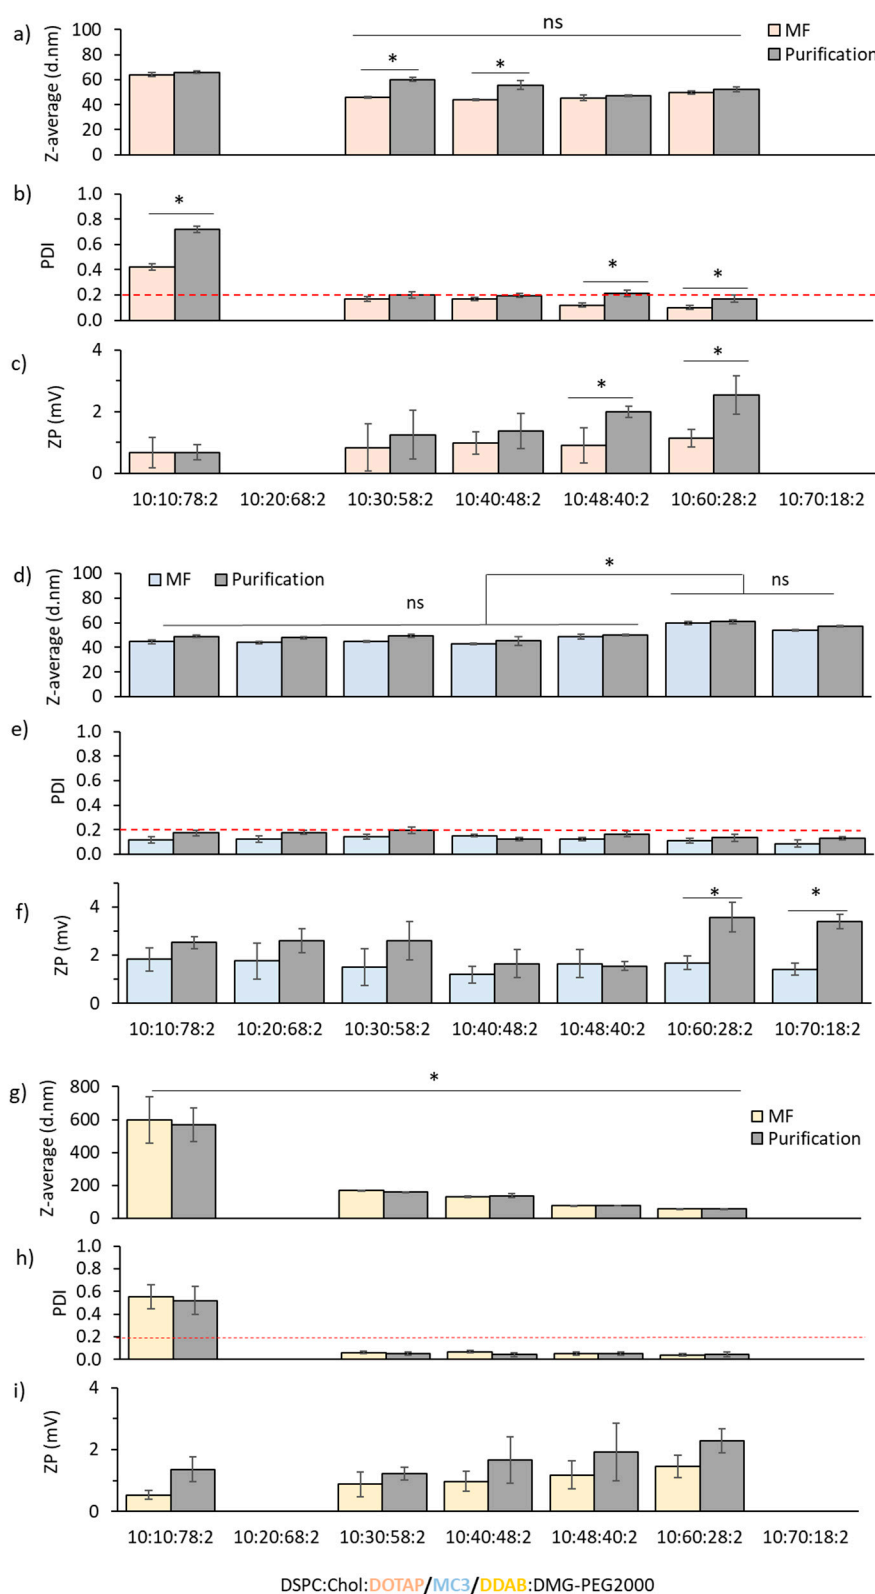 a)
Z-average (d.nm)
100
80
60
40
20
0
ns
* *
MF
Purification
b)
PDI
1.0
0.8
0.6
0.4
0.2
0.0
* * *
c)
ZP (mV)
4
2
0
* *
10:10:78:2 10:20:68:2 10:30:58:2 10:40:48:2 10:48:40:2 10:60:28:2 10:70:18:2
d)
Z-average (d.nm)
100
80
60
40
20
0
MF Purification
*
ns ns
e)
PDI
1.0
0.8
0.6
0.4
0.2
0.0
f)
ZP (mv)
4
2
0
* *
10:10:78:2 10:20:68:2 10:30:58:2 10:40:48:2 10:48:40:2 10:60:28:2 10:70:18:2
g)
Z-average (d.nm)
800
600
400
200
0
*
MF
Purification
h)
PDI
1.0
0.8
0.6
0.4
0.2
0.0
i)
ZP (mV)
4
2
0
10:10:78:2 10:20:68:2 10:30:58:2 10:40:48:2 10:48:40:2 10:60:28:2 10:70:18:2
DSPC:Chol:DOTAP/MC3/DDAB:DMG-PEG2000